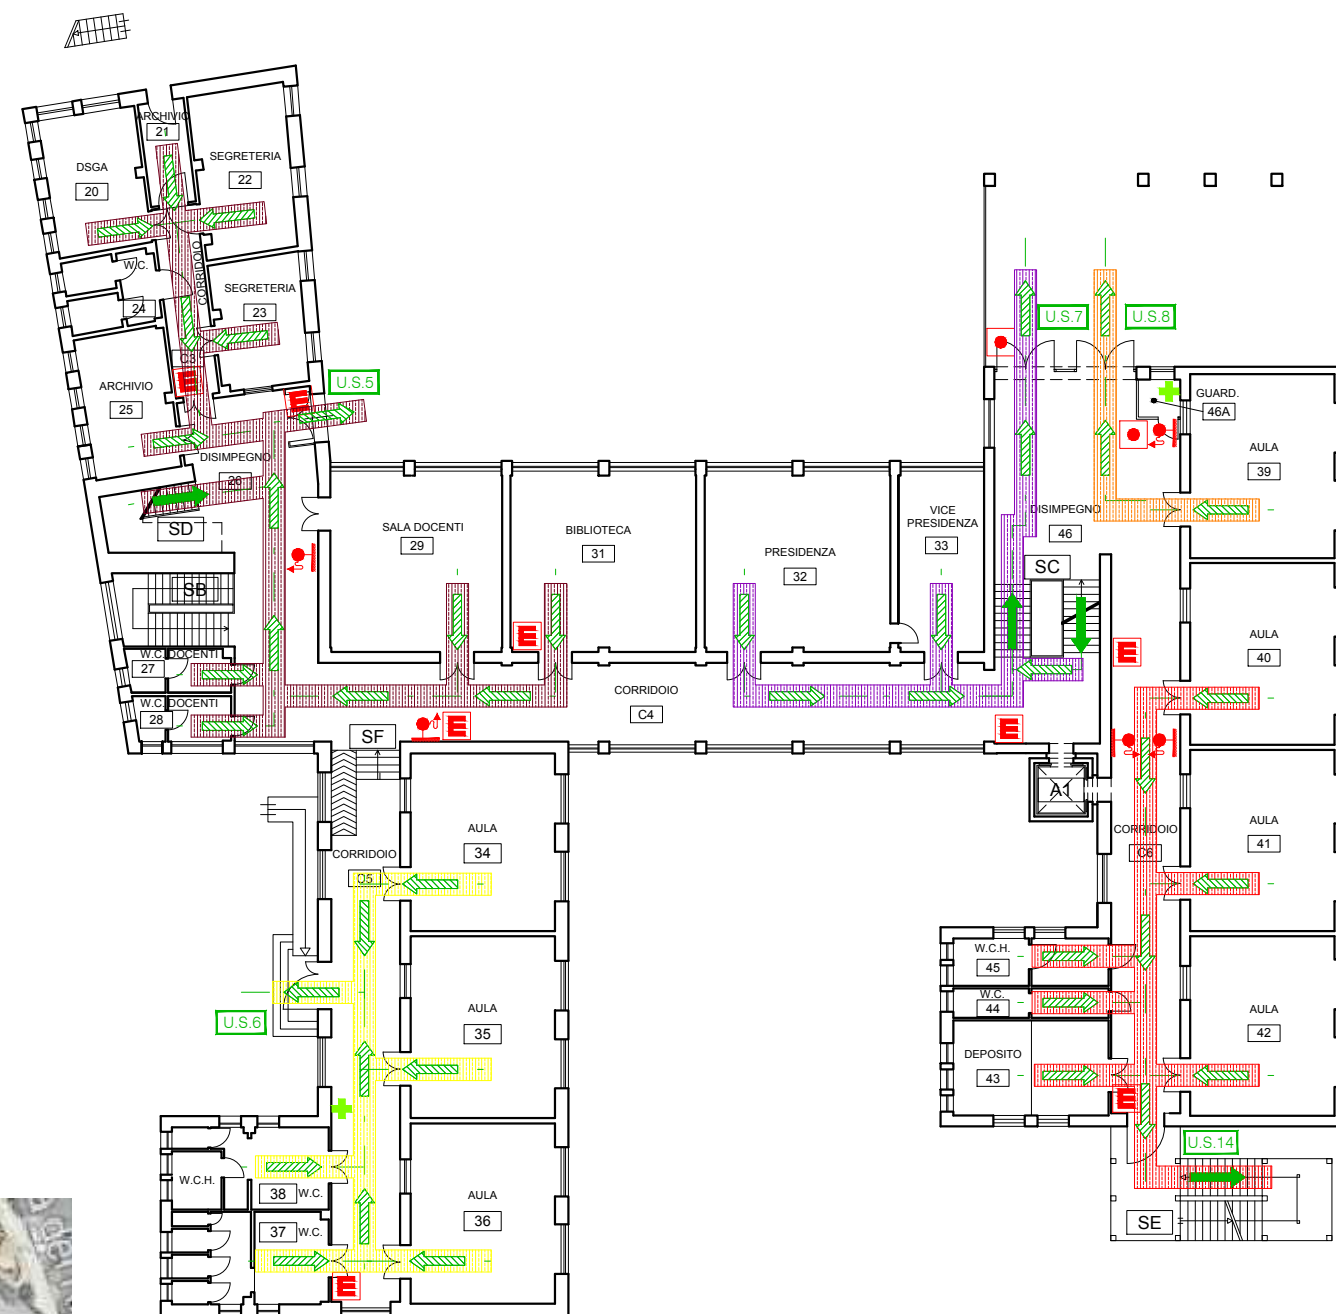 ARCHIVIO
21
SEGRETERIA
22
DSGA
20
W.C.
24
CORRIDOIO
C3
SEGRETERIA
23
ARCHIVIO
25
U.S.5
DISIMPEGNO
26
SD
SB
W.C. DOCENTI
27
W.C. DOCENTI
28
SALA DOCENTI
29
BIBLIOTECA
31
PRESIDENZA
32
VICE
PRESIDENZA
33
U.S.7
U.S.8
GUARD.
46A
AULA
39
DISIMPEGNO
46
SC
AULA
40
CORRIDOIO
C4
SF
A1
AULA
34
CORRIDOIO
C5
AULA
41
CORRIDOIO
C6
W.C.H.
45
W.C.
44
DEPOSITO
43
AULA
42
U.S.6
AULA
35
U.S.14
SE
W.C.H.
38 W.C.
37 W.C.
AULA
36
E
E
E
E
E
E
E
E